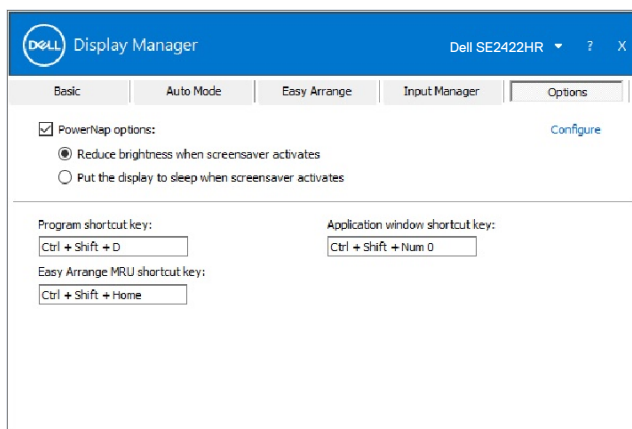 DELL Display Manager Dell SE2422HR ? X
Basic Auto Mode Easy Arrange Input Manager Options
PowerNap options: Configure
Reduce brightness when screensaver activates
Put the display to sleep when screensaver activates
Program shortcut key: Application window shortcut key:
Ctrl + Shift + D Ctrl + Shift + Num 0
Easy Arrange MRU shortcut key:
Ctrl + Shift + Home